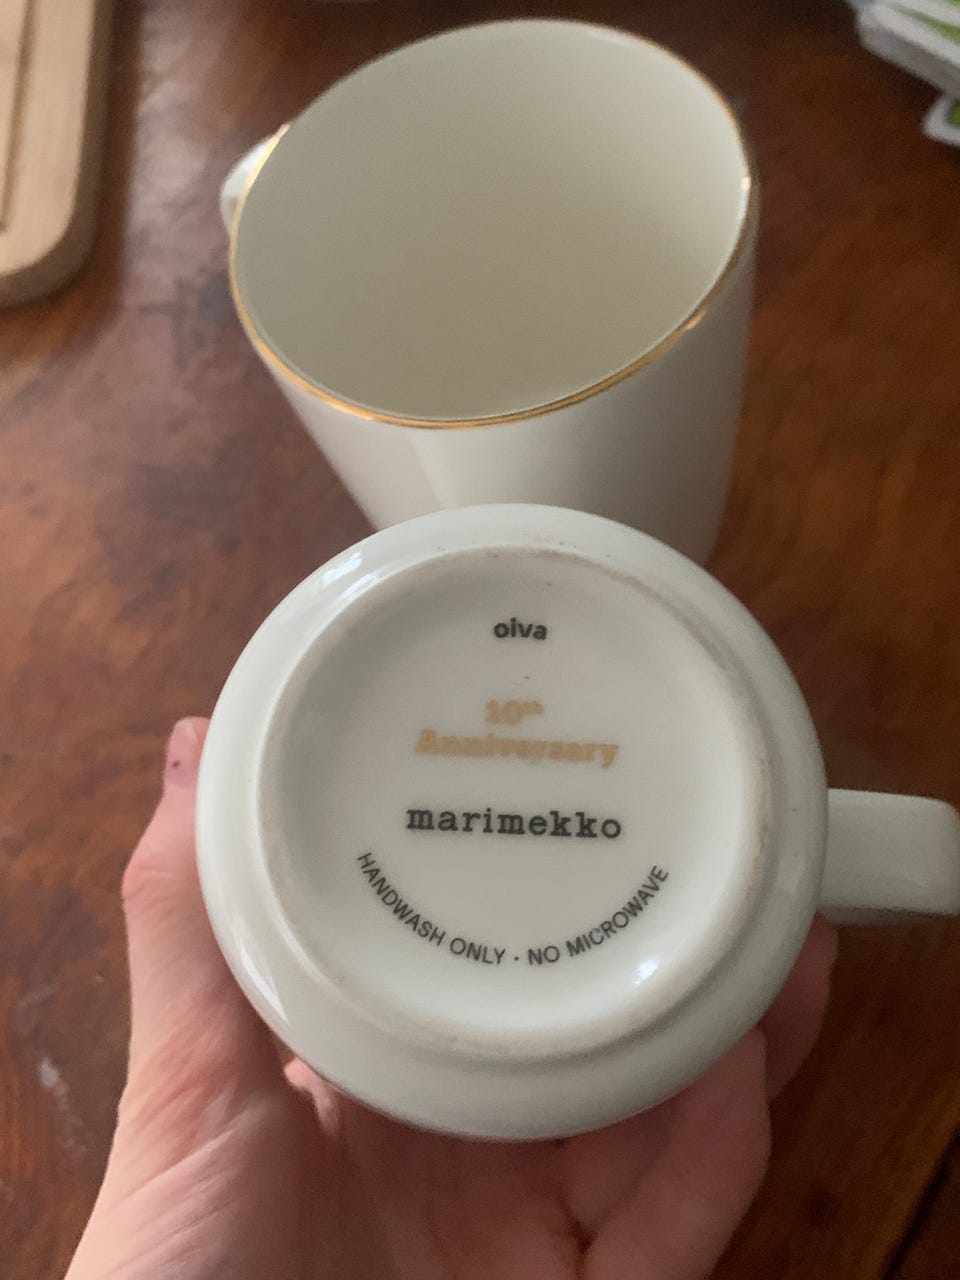 oiva
10th
Anniversary
marimekko
HANDWASH ONLY · NO MICROWAVE